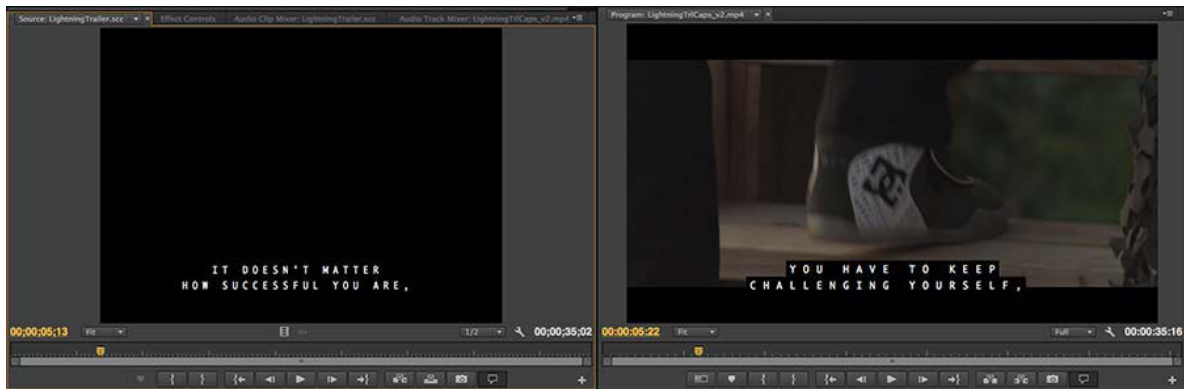 Source: LightningTrailer.scc
Effect Controls
Audio Clip Mixer: LightningTrailer.scc
Audio Track Mixer: LightningTrlCaps_v2.mp4
IT DOESN'T MATTER
HOW SUCCESSFUL YOU ARE,
00;00;05;13
Fit
1/2
00;00;35;02
Program: LightningTrlCaps_v2.mp4
DC
YOU HAVE TO KEEP
CHALLENGING YOURSELF,
00:00:05:22
Fit
Full
00:00:35:16